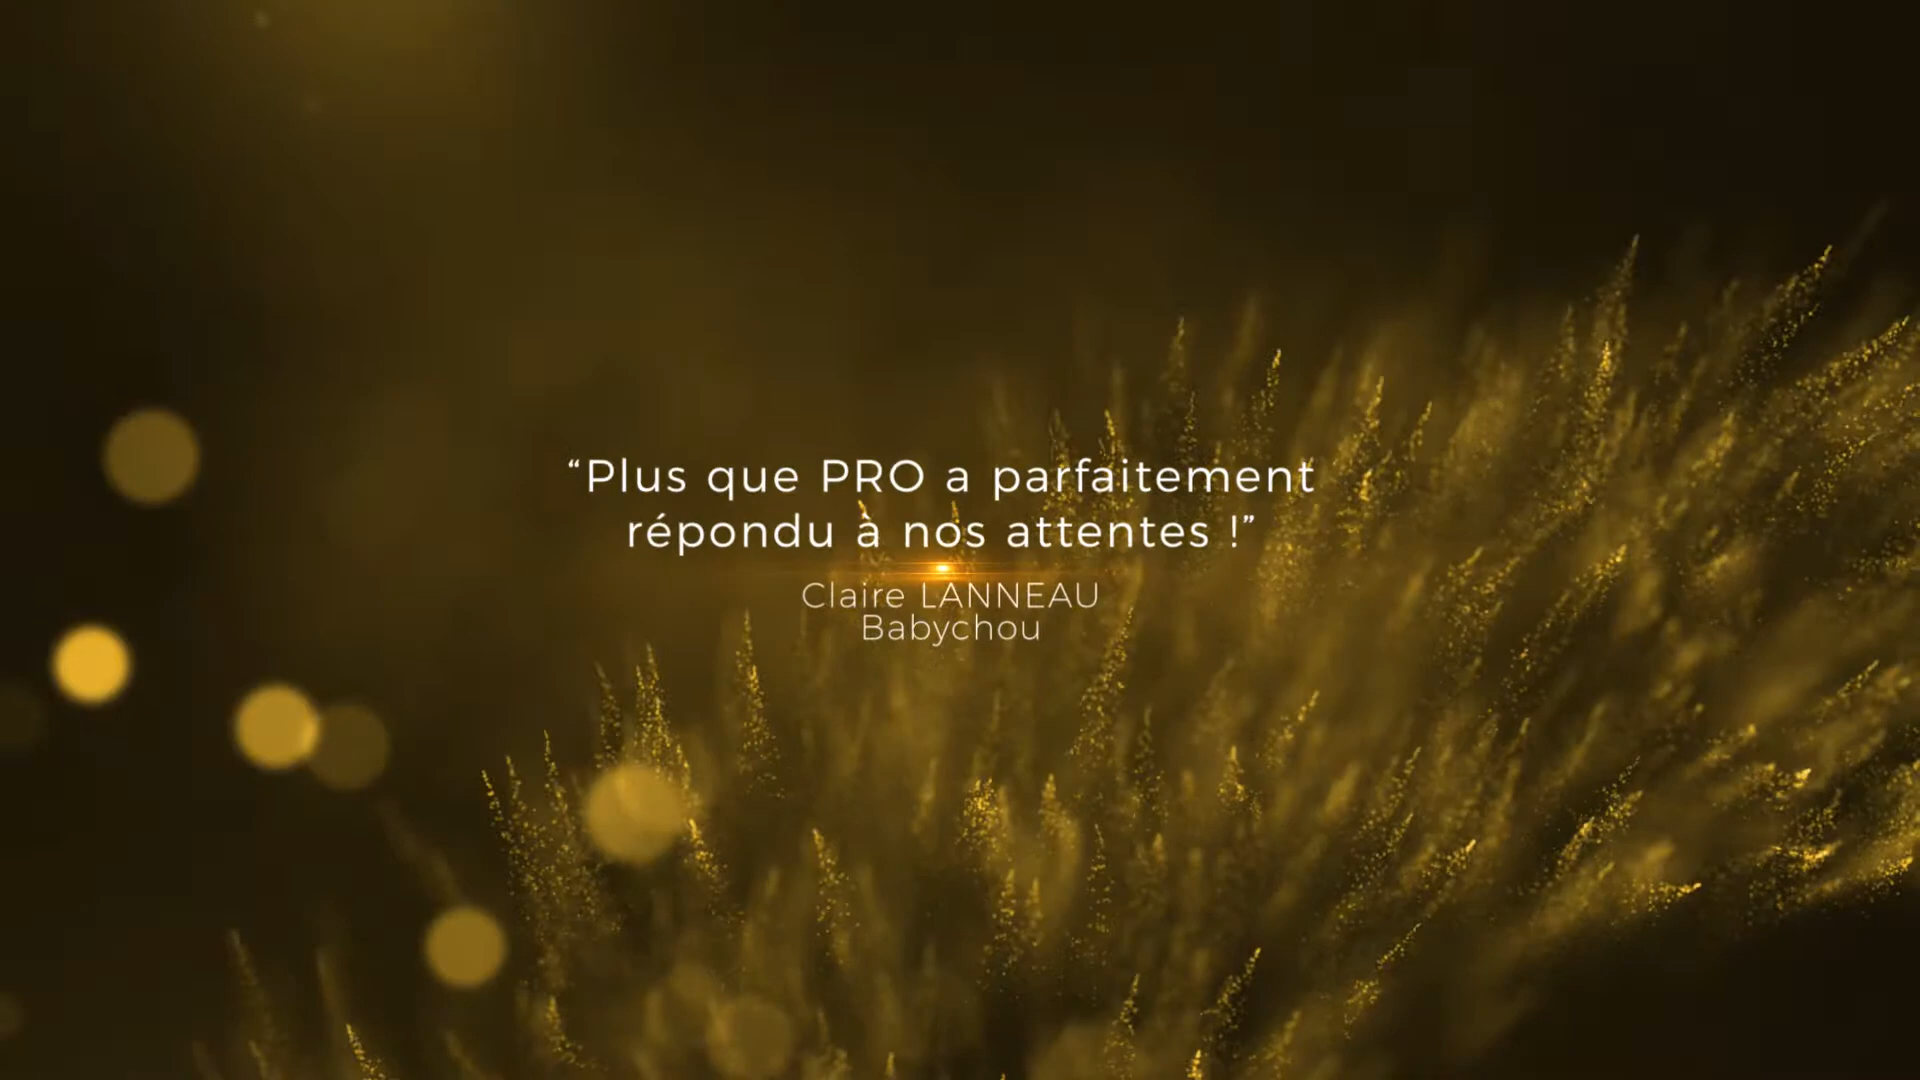 “Plus que PRO a parfaitement
répondu à nos attentes !”
Claire LANNEAU
Babychou